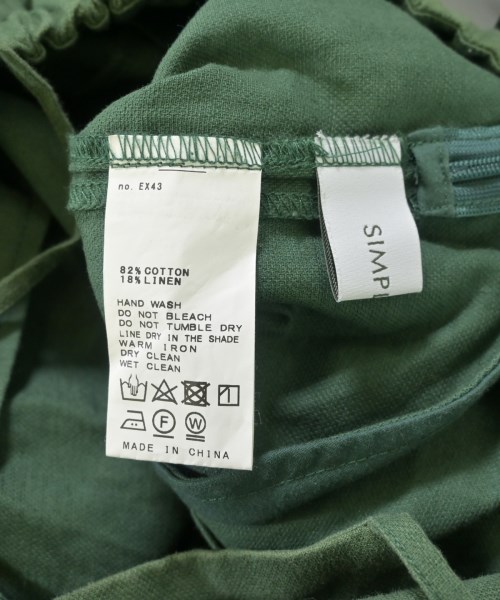 no. EX43
82% COTTON
18% LINEN
HAND WASH
DO NOT BLEACH
DO NOT TUMBLE DRY
LINE DRY IN THE SHADE
WARM IRON
DRY CLEAN
WET CLEAN
F W
MADE IN CHINA
SIMPL